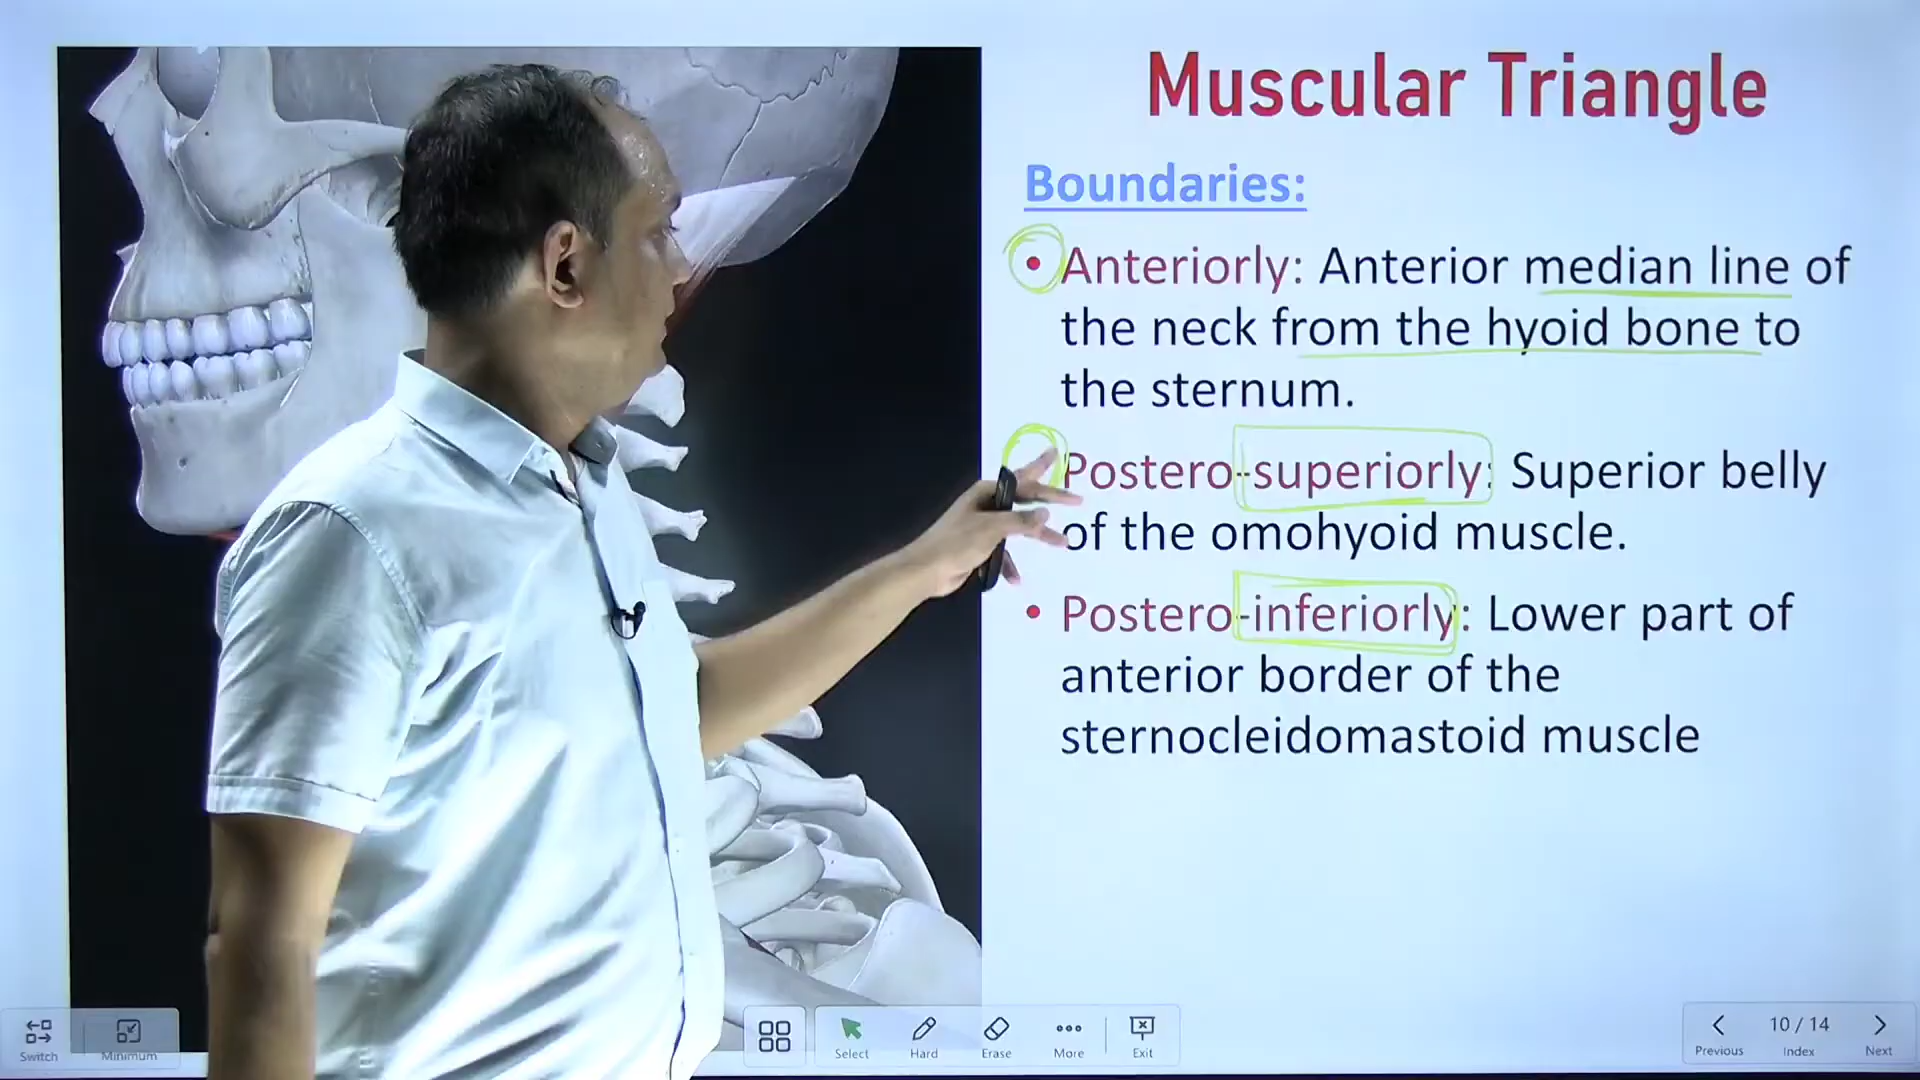 Muscular Triangle
Boundaries:
• Anteriorly: Anterior median line of
the neck from the hyoid bone to
the sternum.
Postero-superiorly: Superior belly
of the omohyoid muscle.
• Postero-inferiorly: Lower part of
anterior border of the
sternocleidomastoid muscle
Switch
Minimum
Select
Hard
Erase
More
Exit
Previous
10 / 14
Index
Next